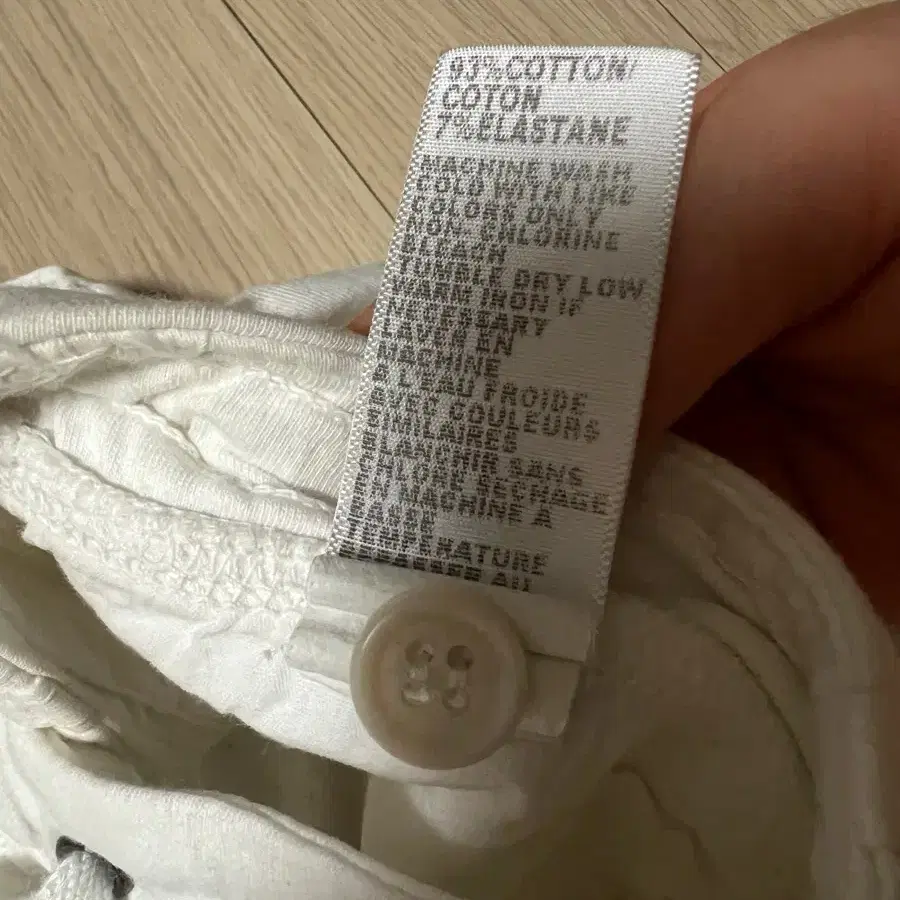 93% COTTON/
COTON
7% ELASTANE
MACHINE WASH
COLD WITH LIKE
COLORS ONLY
NON-CHLORINE
BLEACH
TUMBLE DRY LOW
WARM IRON IF
NECESSARY
LAVER EN
MACHINE
A L'EAU FROIDE
AVEC COULEURS
SIMILAIRES
BLANCHIR SANS
CHLORE SECHAGE
EN MACHINE A
BASSE
TEMPERATURE
PASSER AU